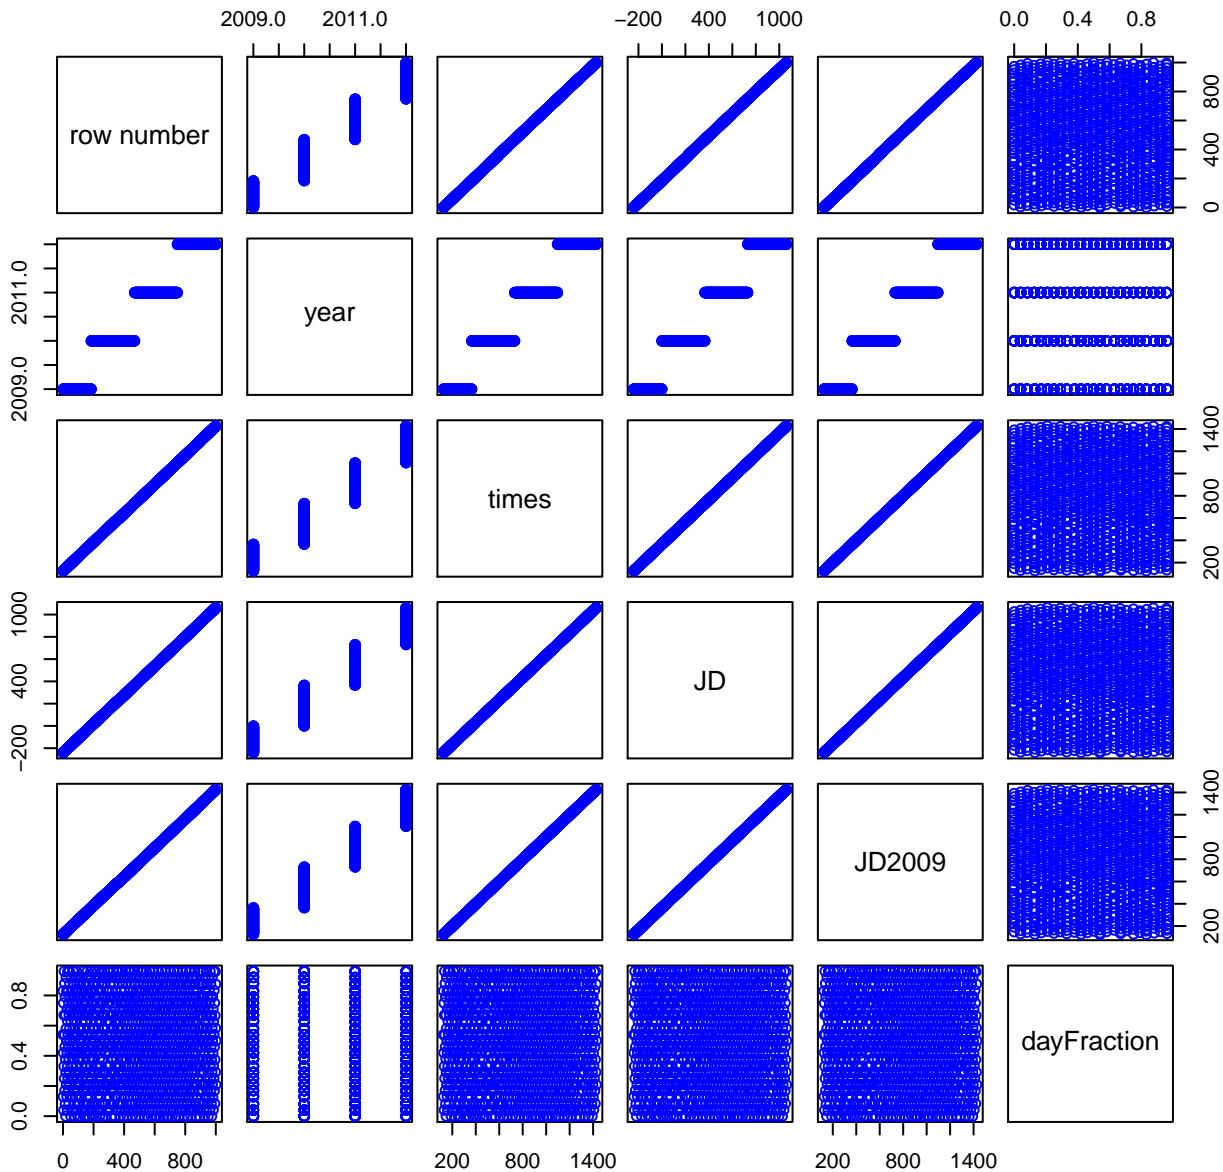 2009.0 2011.0 −200 400 1000 0.0 0.4 0.8
row number 0 400 800
2009.0 2011.0 year
times 200 800 1400
−200 400 1000 JD
JD2009 200 800 1400
0.0 0.4 0.8 dayFraction
0 400 800 200 800 1400 200 800 1400